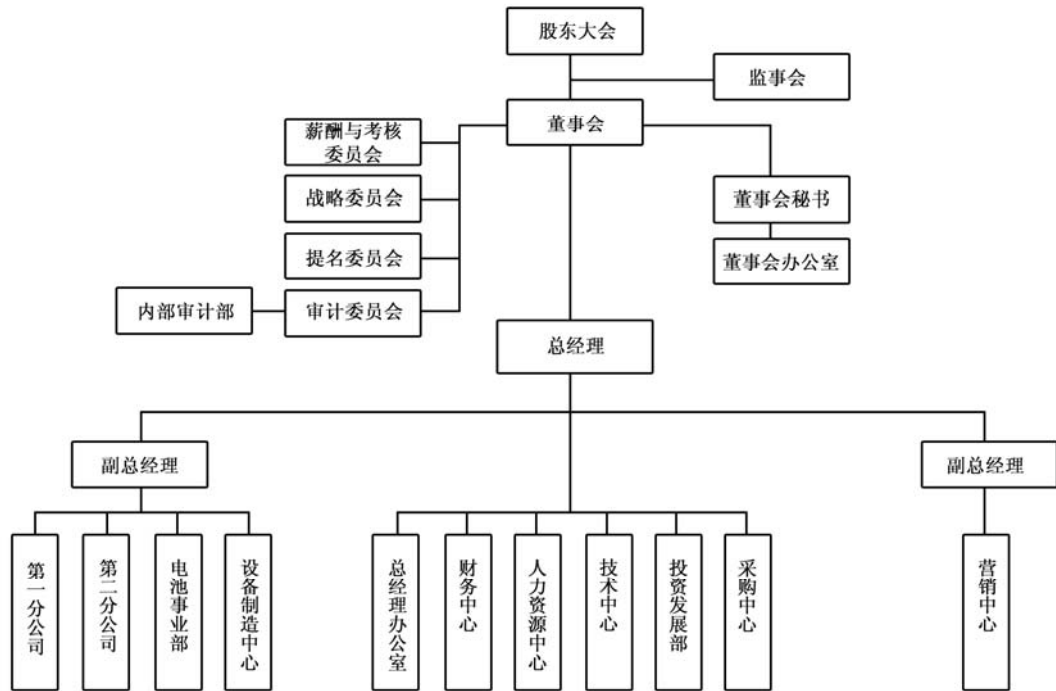 股东大会
监事会
董事会
薪酬与考核
委员会
战略委员会
董事会秘书
提名委员会
董事会办公室
内部审计部
审计委员会
总经理
副总经理
副总经理
第一分公司
第二分公司
电池事业部
设备制造中心
总经理办公室
财务中心
人力资源中心
技术中心
投资发展部
采购中心
营销中心